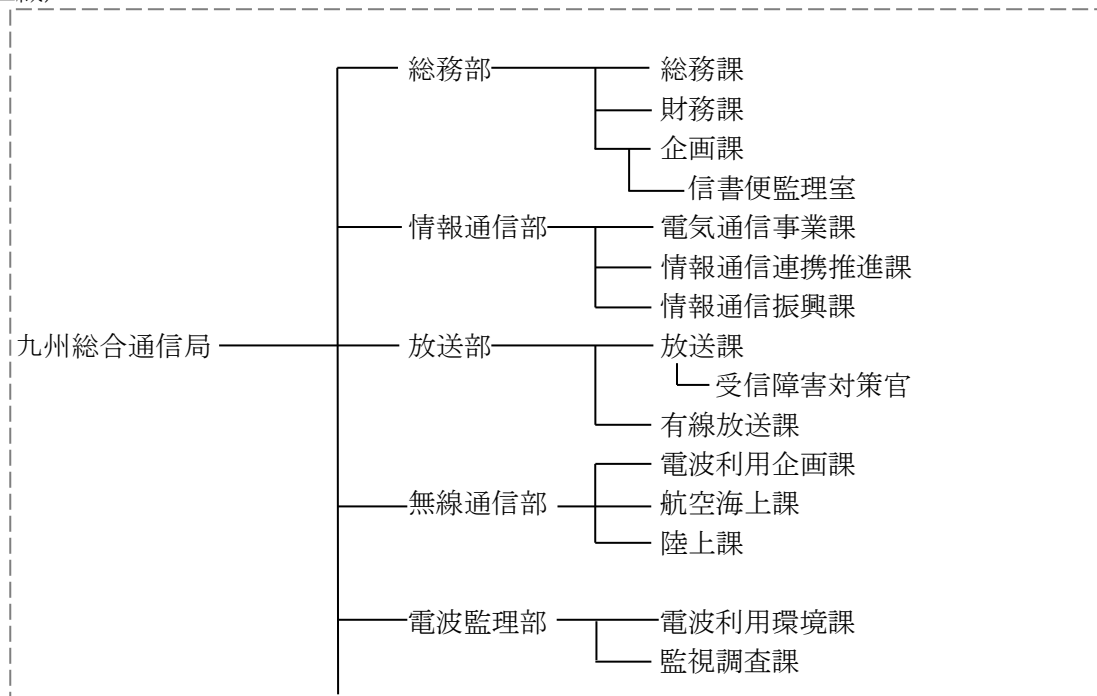 総務部 総務課
財務課
企画課
信書便監理室
情報通信部 電気通信事業課
情報通信連携推進課
情報通信振興課
九州総合通信局 放送部 放送課
受信障害対策官
有線放送課
電波利用企画課
無線通信部 航空海上課
陸上課
電波監理部 電波利用環境課
監視調査課